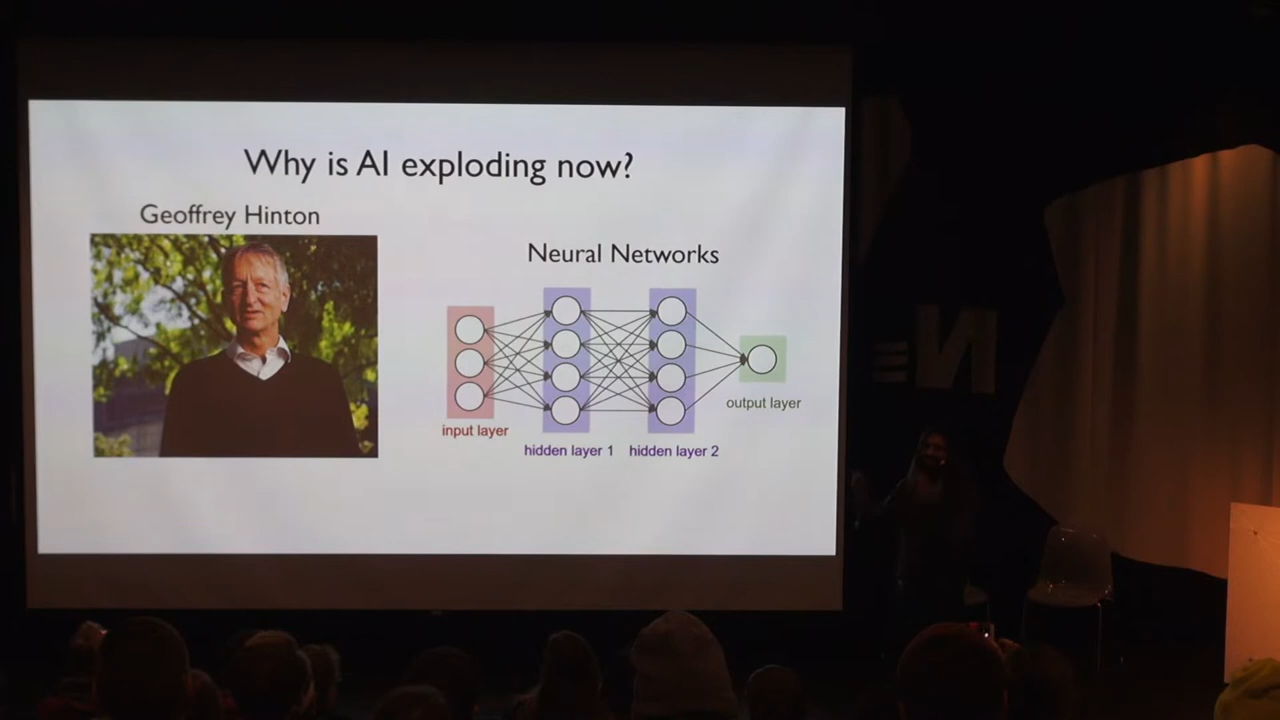 Why is AI exploding now?
Geoffrey Hinton
Neural Networks
input layer
hidden layer 1
hidden layer 2
output layer